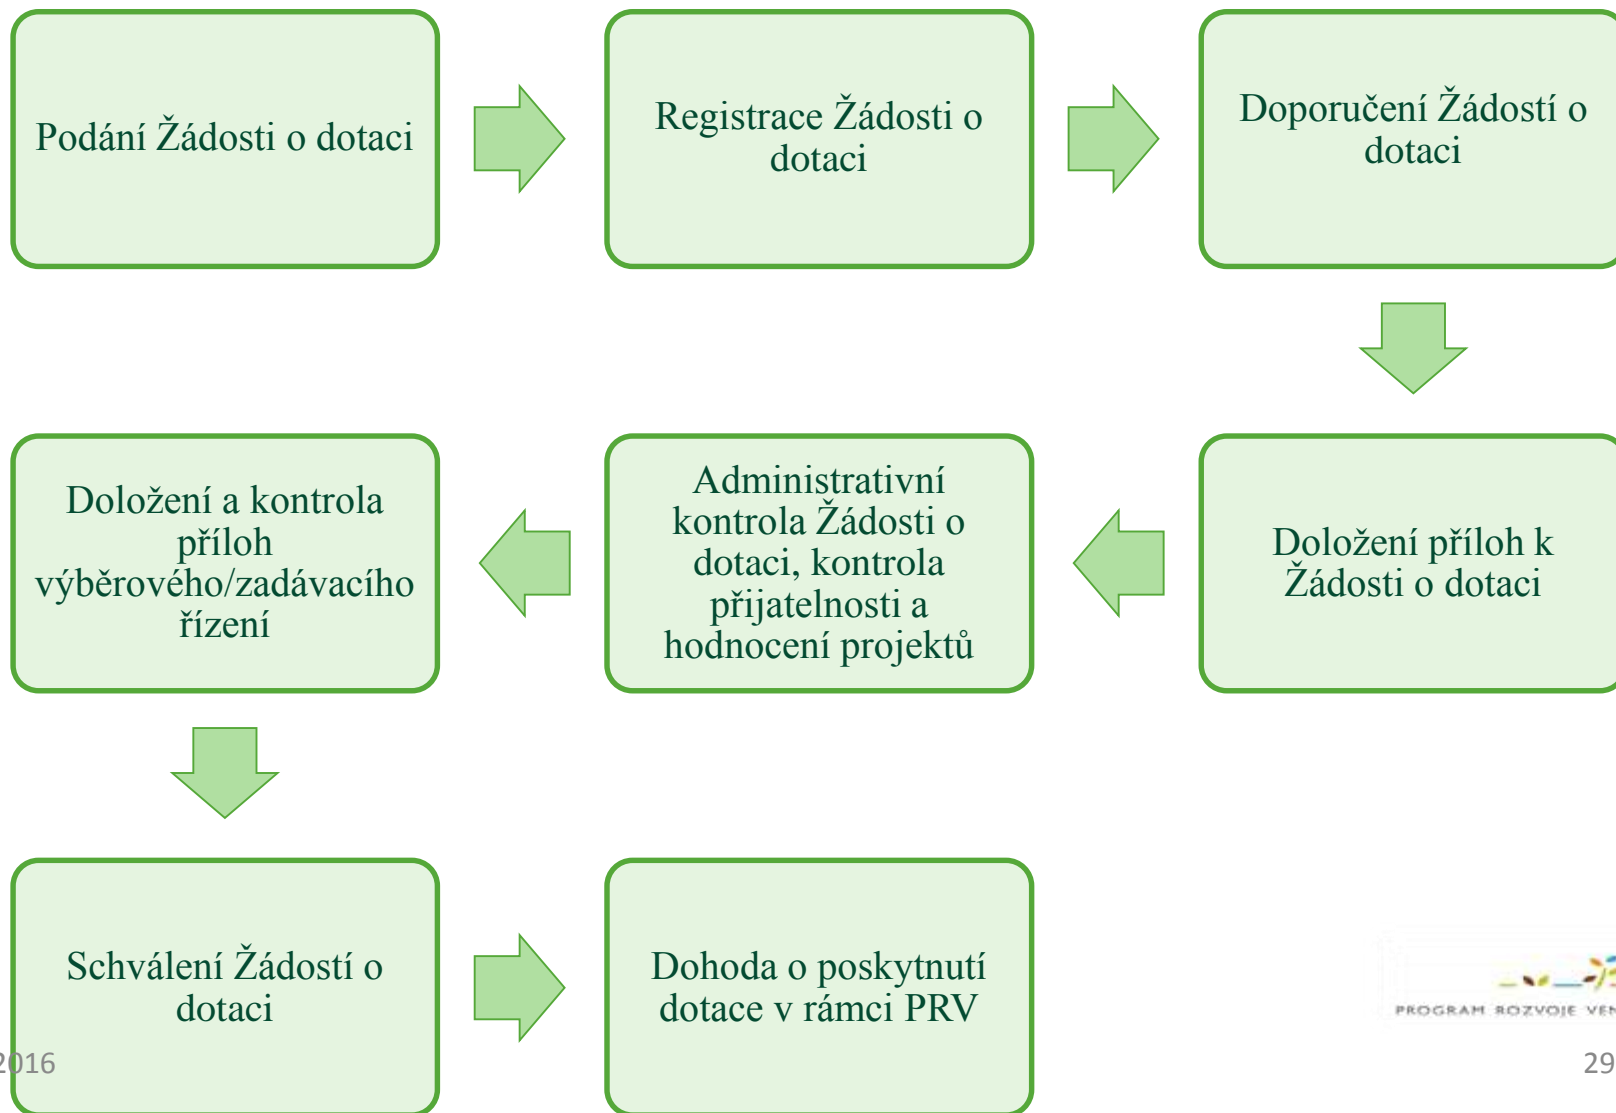 Podání Žádosti o dotaci
Registrace Žádosti o
dotaci
Doporučení Žádostí o
dotaci
Doložení příloh k
Žádosti o dotaci
Administrativní
kontrola Žádosti o
dotaci, kontrola
přijatelnosti a
hodnocení projektů
Doložení a kontrola
příloh
výběrového/zadávacího
řízení
Schválení Žádostí o
dotaci
Dohoda o poskytnutí
dotace v rámci PRV
PROGRAM ROZVOJE
2016
29